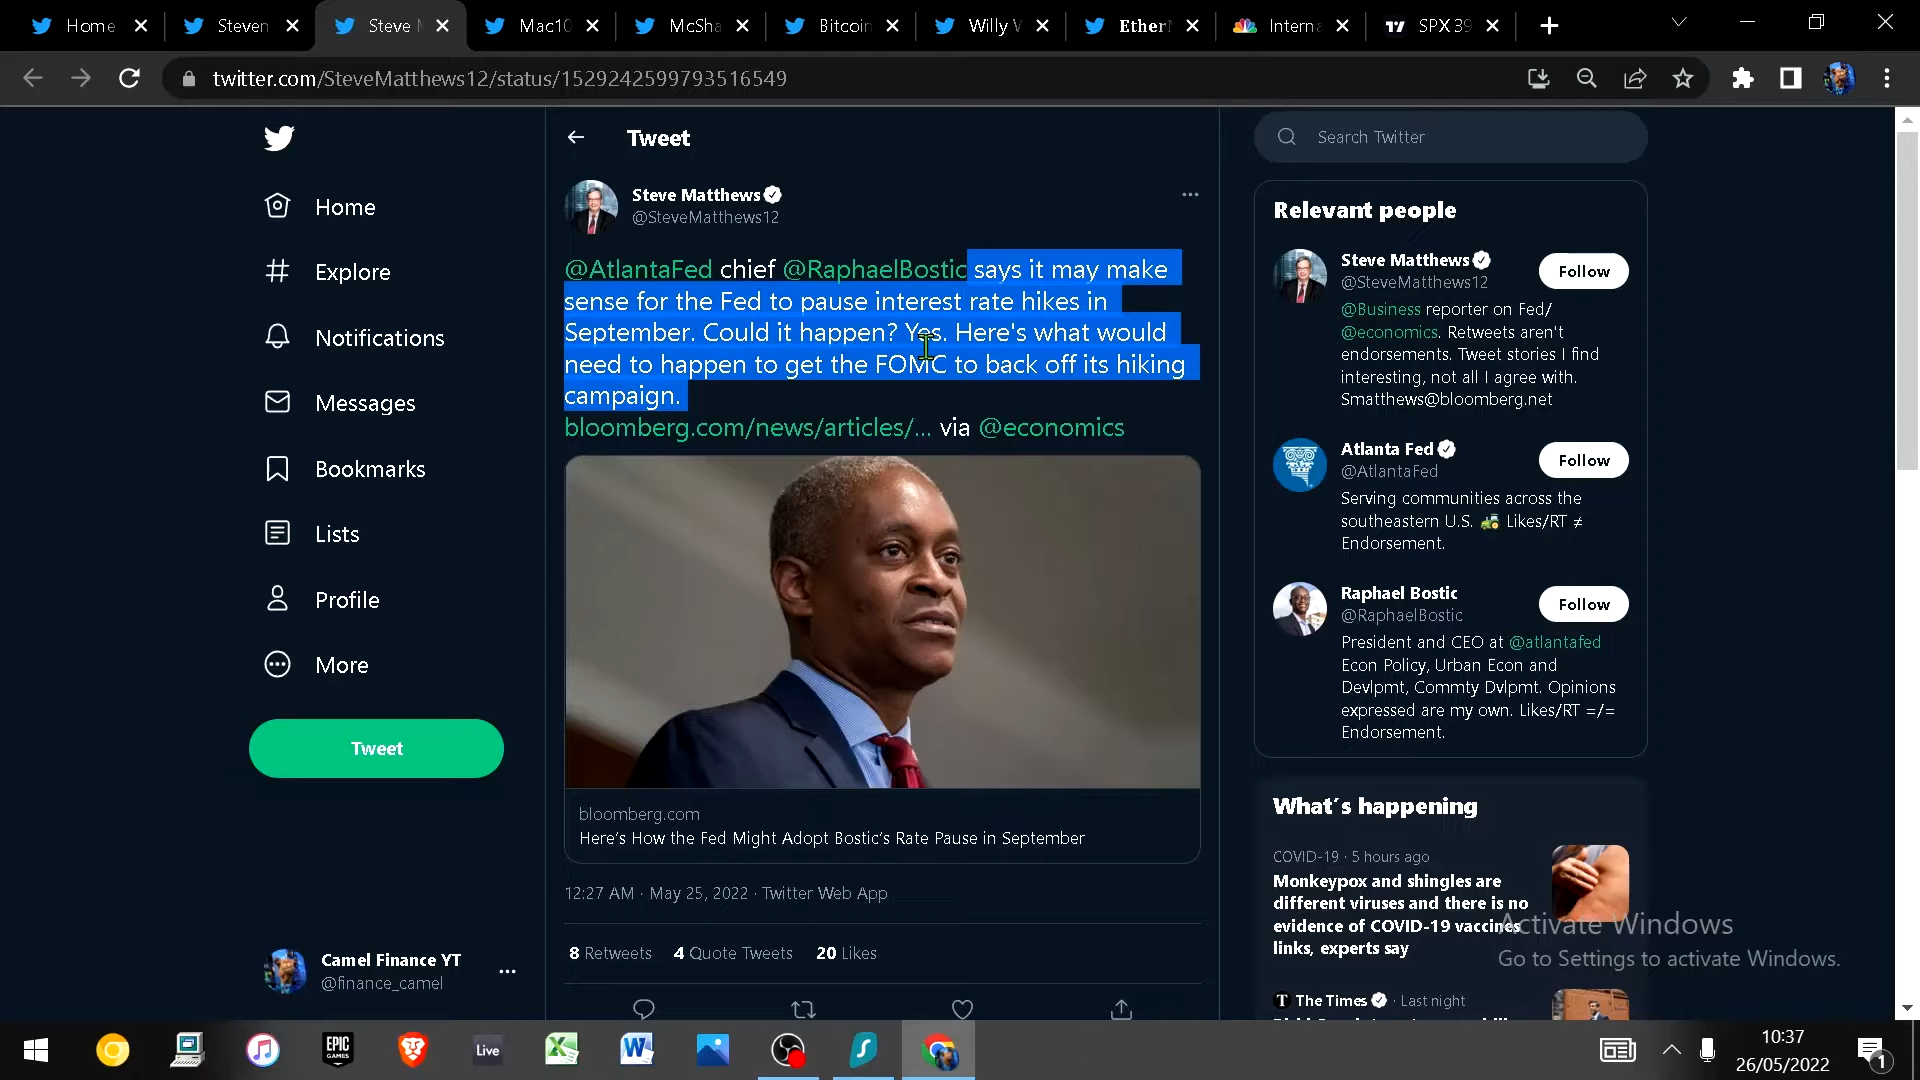 Home
Steven
Steve M
Mac10
McSha
Bitcoin
Willy W
Ether
Intern
SPX 39
twitter.com/SteveMatthews12/status/1529242599793516549
Home
Explore
Notifications
Messages
Bookmarks
Lists
Profile
More
Tweet
Camel Finance YT
@finance_camel
Tweet
Steve Matthews
@SteveMatthews12
@AtlantaFed chief @RaphaelBostic says it may make
sense for the Fed to pause interest rate hikes in
September. Could it happen? Yes. Here's what would
need to happen to get the FOMC to back off its hiking
campaign.
bloomberg.com/news/articles/... via @economics
bloomberg.com
Here's How the Fed Might Adopt Bostic's Rate Pause in September
12:27 AM · May 25, 2022 · Twitter Web App
8 Retweets 4 Quote Tweets 20 Likes
Search Twitter
Relevant people
Steve Matthews
@SteveMatthews12
Follow
@Business reporter on Fed/
@economics. Retweets aren't
endorsements. Tweet stories I find
interesting, not all I agree with.
Smatthews@bloomberg.net
Atlanta Fed
@AtlantaFed
Follow
Serving communities across the
southeastern U.S. 🚜 Likes/RT ≠
Endorsement.
Raphael Bostic
@RaphaelBostic
Follow
President and CEO at @atlantafed
Econ Policy, Urban Econ and
Devlpmt, Commty Dvlpmt. Opinions
expressed are my own. Likes/RT =/=
Endorsement.
What's happening
COVID-19 · 5 hours ago
Monkeypox and shingles are
different viruses and there is no
evidence of COVID-19 vaccines
links, experts say
The Times · Last night
Activate Windows
Go to Settings to activate Windows.
EPIC
GAMES
Live
10:37
26/05/2022
1